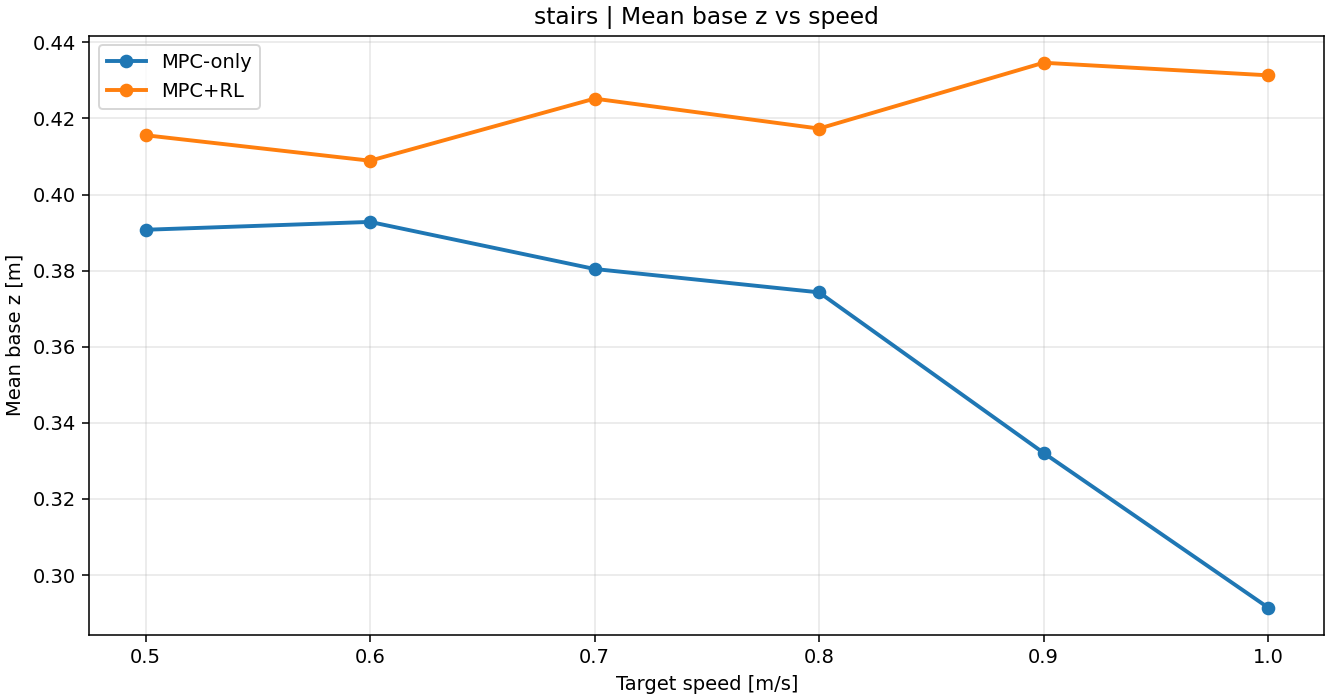 stairs | Mean base z vs speed
MPC-only
MPC+RL
Mean base z [m]
0.44
0.42
0.40
0.38
0.36
0.34
0.32
0.30
0.5 0.6 0.7 0.8 0.9 1.0
Target speed [m/s]